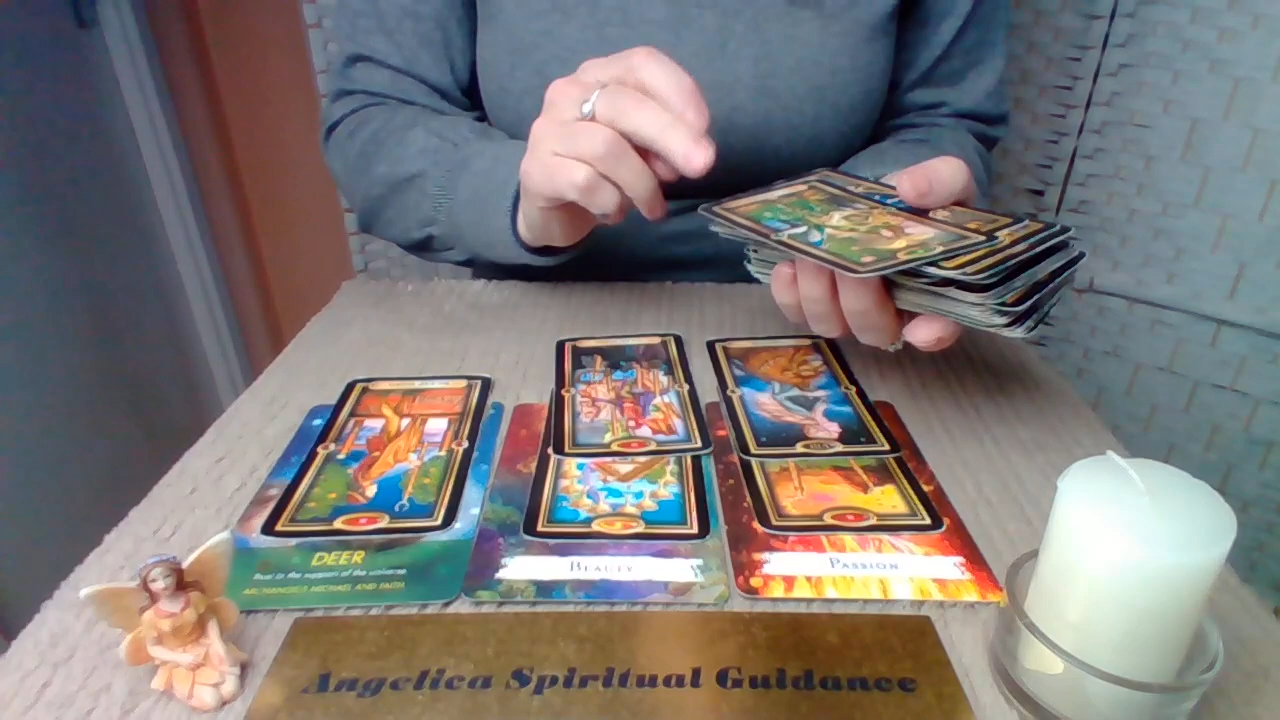 DEER
Trust in the support of the universe
ARCHANGELS MICHAEL AND FAITH
BEAUTY
PASSION
Angelica Spiritual Guidance